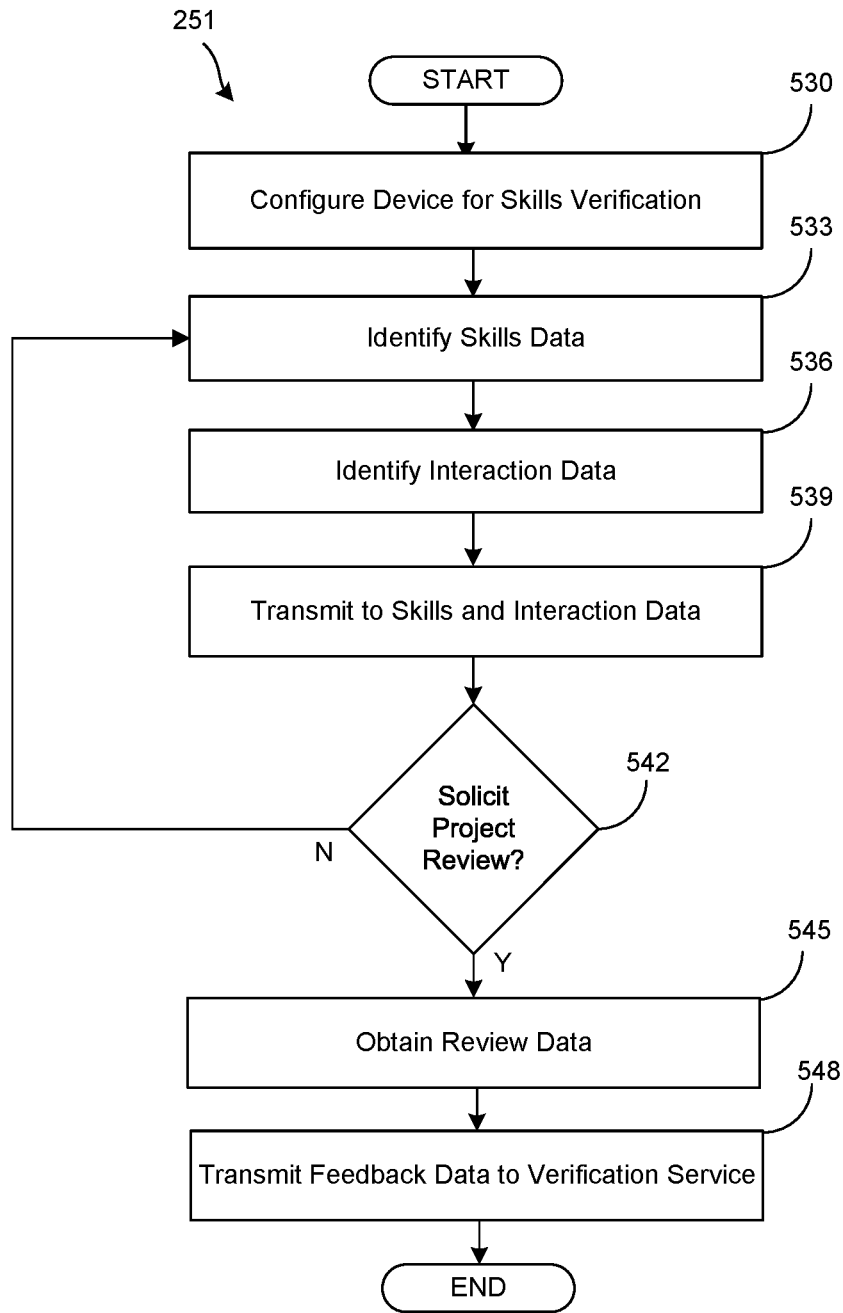 251
START
530
Configure Device for Skills Verification
533
Identify Skills Data
536
Identify Interaction Data
539
Transmit to Skills and Interaction Data
542
Solicit
Project
Review?
N
Y
545
Obtain Review Data
548
Transmit Feedback Data to Verification Service
END